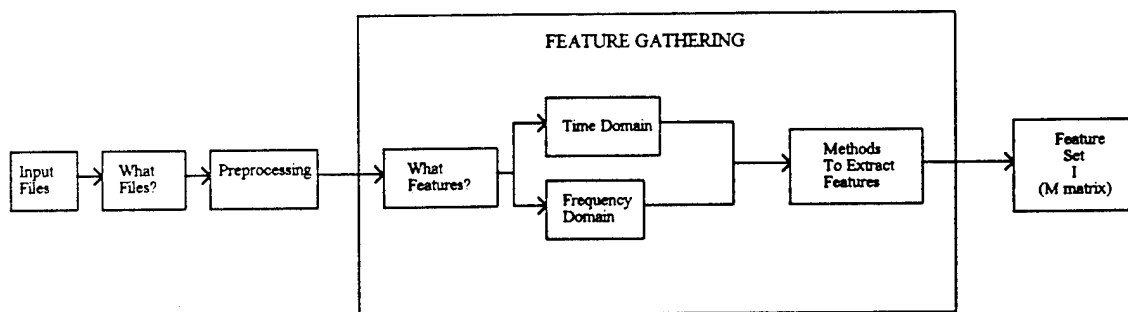 FEATURE GATHERING
Input
Files
What
Files?
Preprocessing
What
Features?
Time Domain
Frequency
Domain
Methods
To Extract
Features
Feature
Set
I
(M matrix)